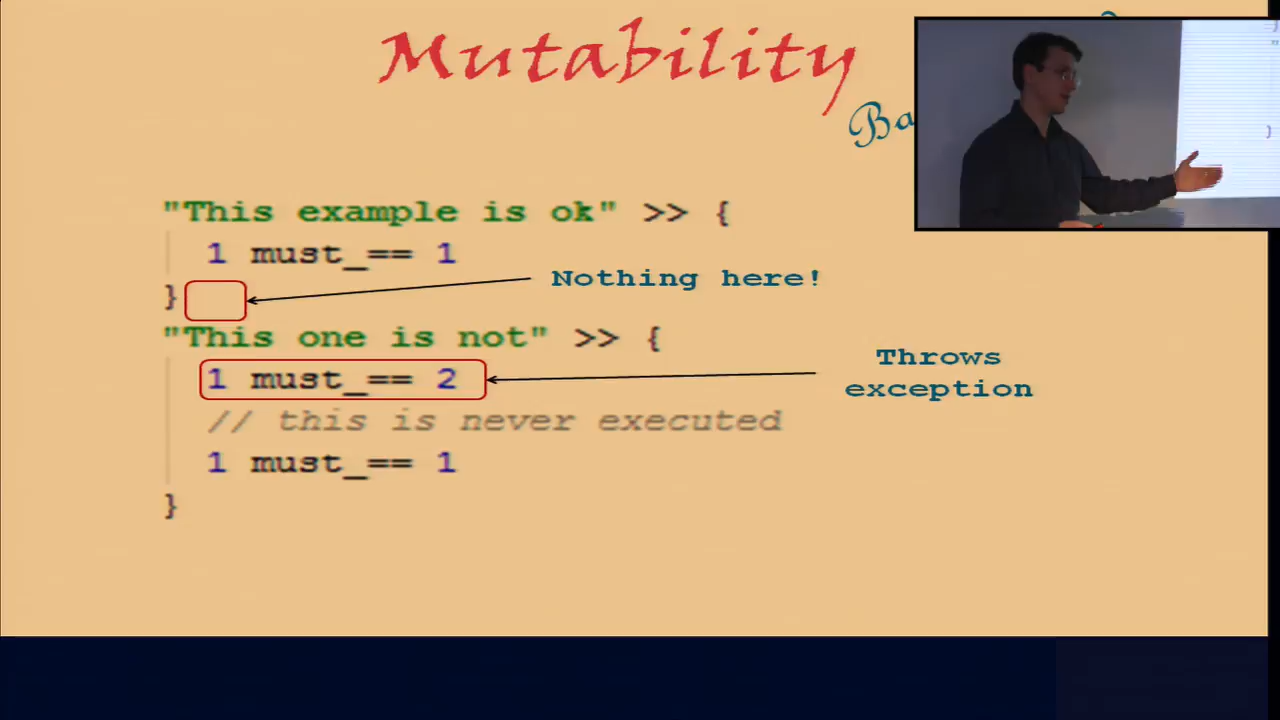 Mutability
"This example is ok" >> {
1 must_== 1
}
Nothing here!
"This one is not" >> {
1 must_== 2
Throws
exception
// this is never executed
1 must_== 1
}